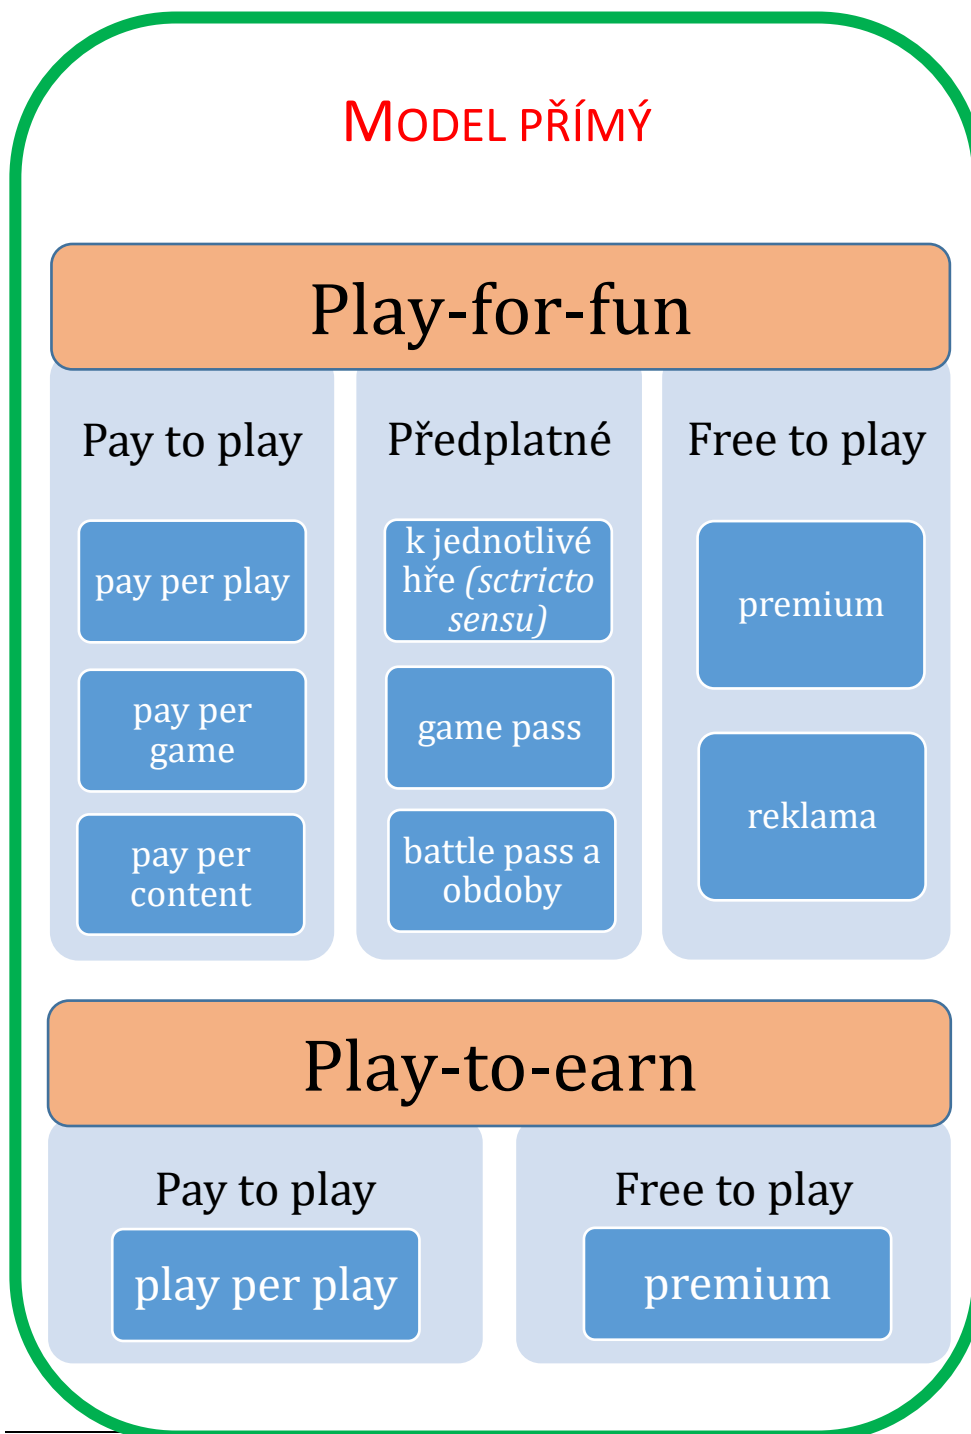 MODEL PŘÍMÝ
Play-for-fun
Pay to play
pay per play
pay per
game
pay per
content
Předplatné
k jednotlivé
hře (sctricto
sensu)
game pass
battle pass a
obdoby
Free to play
premium
reklama
Play-to-earn
Pay to play
play per play
Free to play
premium